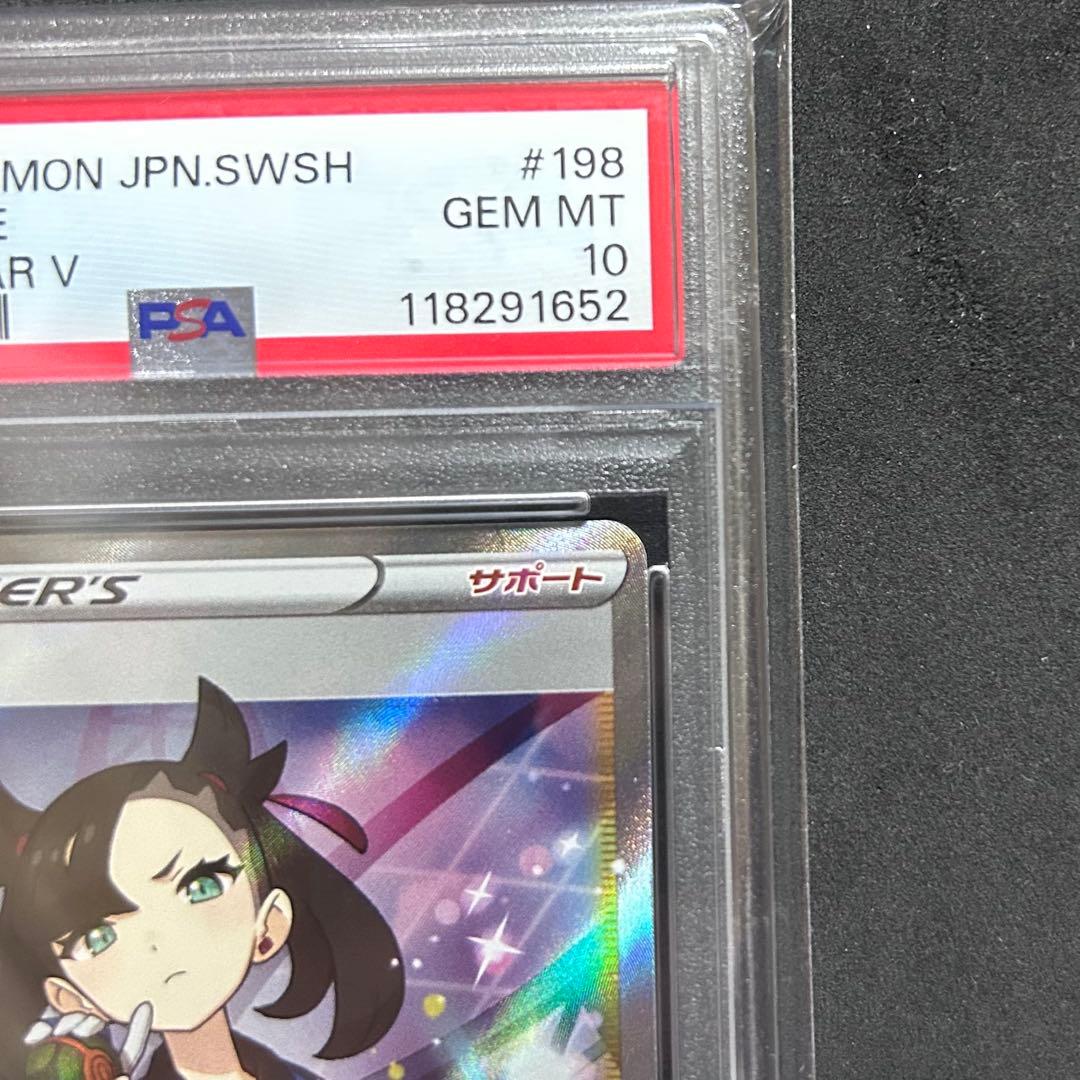 MON JPN.SWSH #198
E GEM MT
AR V 10
PSA 118291652
ER'S サポート